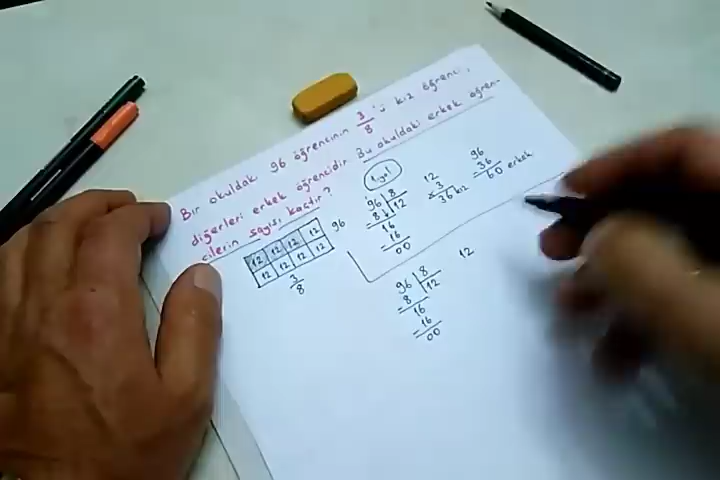 Bir okuldaki 96 öğrencinin 3/8 'ü kız öğrenci,
diğerleri erkek öğrencidir. Bu okuldaki erkek öğren-
cilerin sayısı kaçtır?
12 12 12 12 96
12 12 12 12
3/8
96 8
8 12
16
- 16
00
12
x 3
36 kız
96
- 36
60 erkek
96 8
- 8 12
16
- 16
00
12